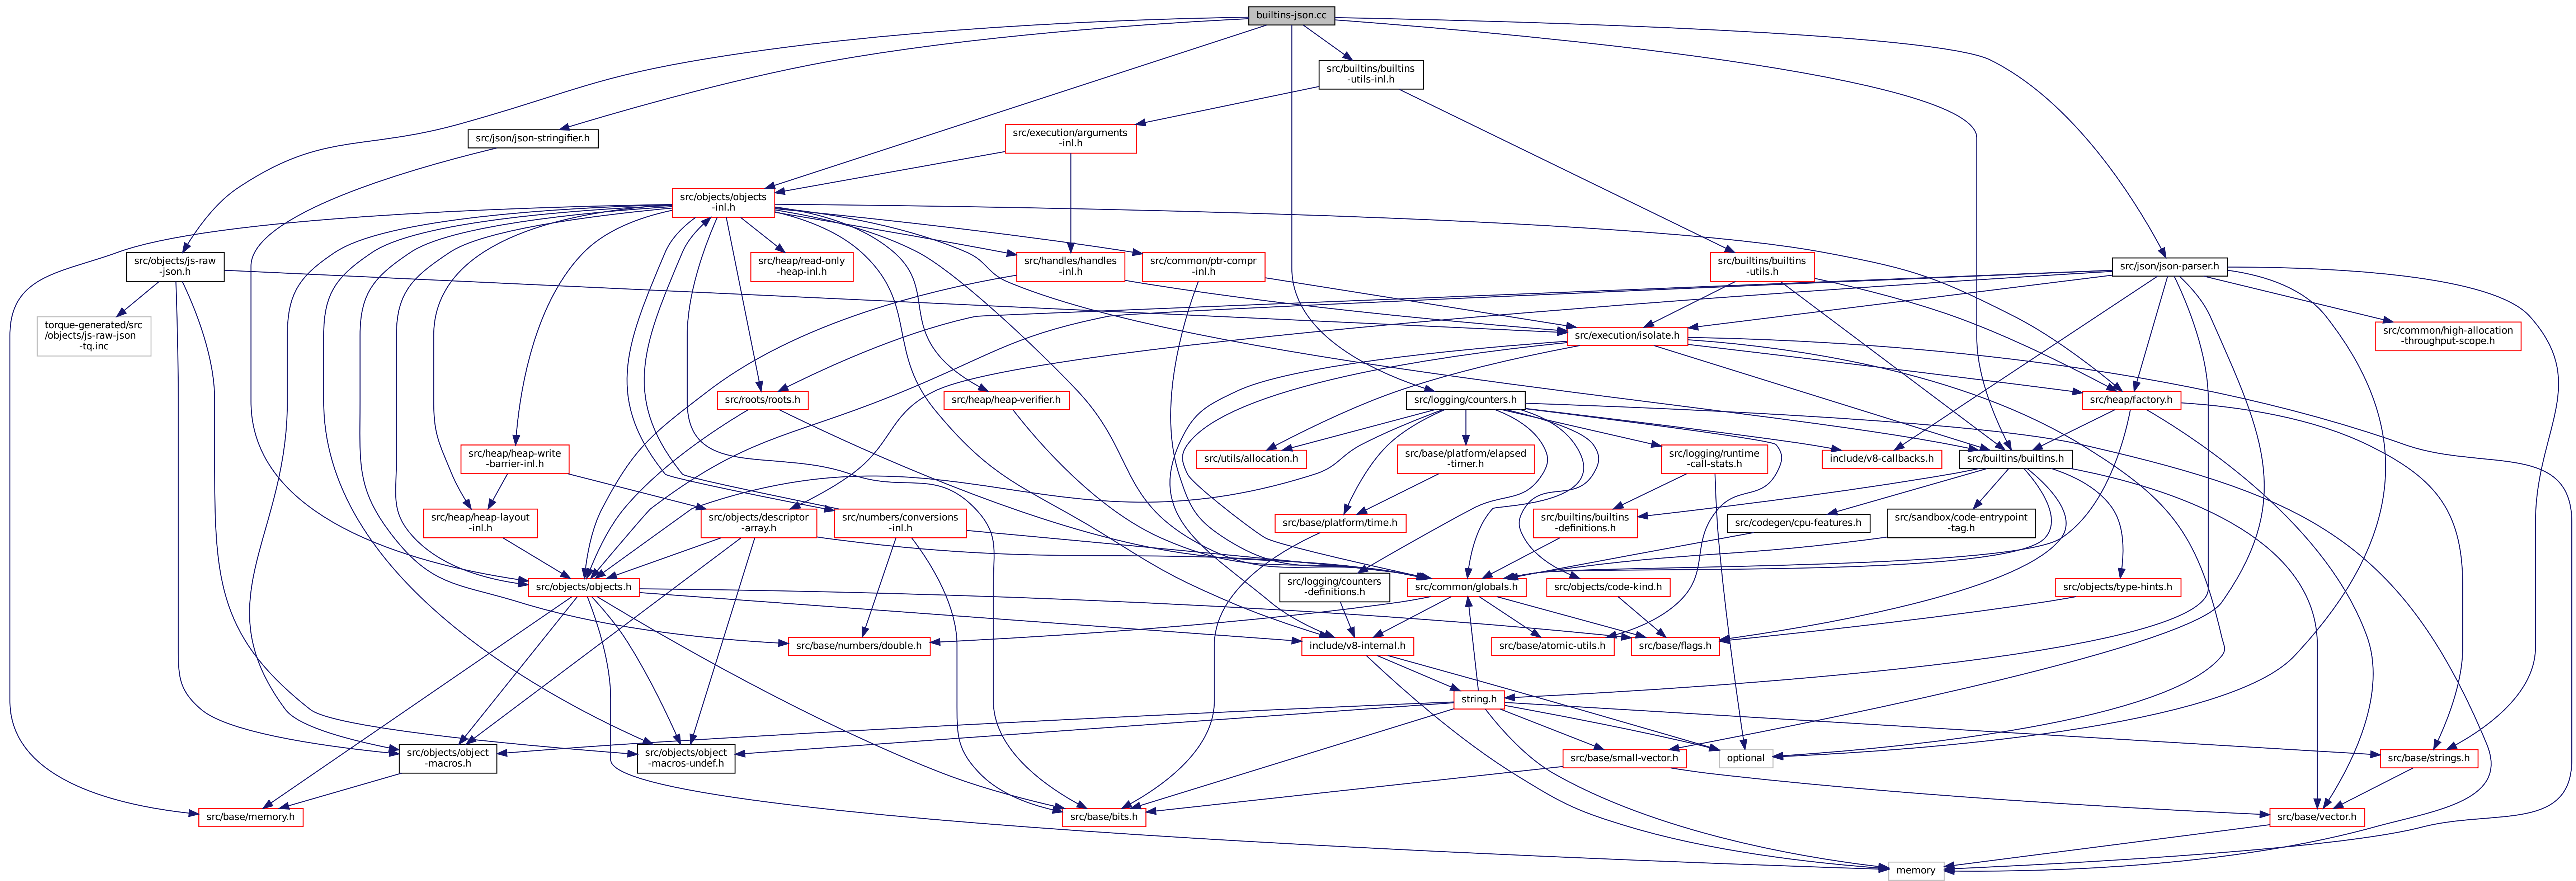 builtins-json.cc
src/builtins/builtins
-utils-inl.h
src/json/json-stringifier.h
src/execution/arguments
-inl.h
src/objects/objects
-inl.h
src/objects/js-raw
-json.h
src/heap/read-only
-heap-inl.h
src/handles/handles
-inl.h
src/common/ptr-compr
-inl.h
src/builtins/builtins
-utils.h
src/json/json-parser.h
torque-generated/src
/objects/js-raw-json
-tq.inc
src/execution/isolate.h
src/common/high-allocation
-throughput-scope.h
src/roots/roots.h
src/heap/heap-verifier.h
src/logging/counters.h
src/heap/factory.h
src/heap/heap-write
-barrier-inl.h
src/utils/allocation.h
src/base/platform/elapsed
-timer.h
src/logging/runtime
-call-stats.h
include/v8-callbacks.h
src/builtins/builtins.h
src/heap/heap-layout
-inl.h
src/objects/descriptor
-array.h
src/numbers/conversions
-inl.h
src/base/platform/time.h
src/builtins/builtins
-definitions.h
src/codegen/cpu-features.h
src/sandbox/code-entrypoint
-tag.h
src/objects/objects.h
src/logging/counters
-definitions.h
src/common/globals.h
src/objects/code-kind.h
src/objects/type-hints.h
src/base/numbers/double.h
include/v8-internal.h
src/base/atomic-utils.h
src/base/flags.h
string.h
src/objects/object
-macros.h
src/objects/object
-macros-undef.h
src/base/small-vector.h
optional
src/base/strings.h
src/base/memory.h
src/base/bits.h
src/base/vector.h
memory